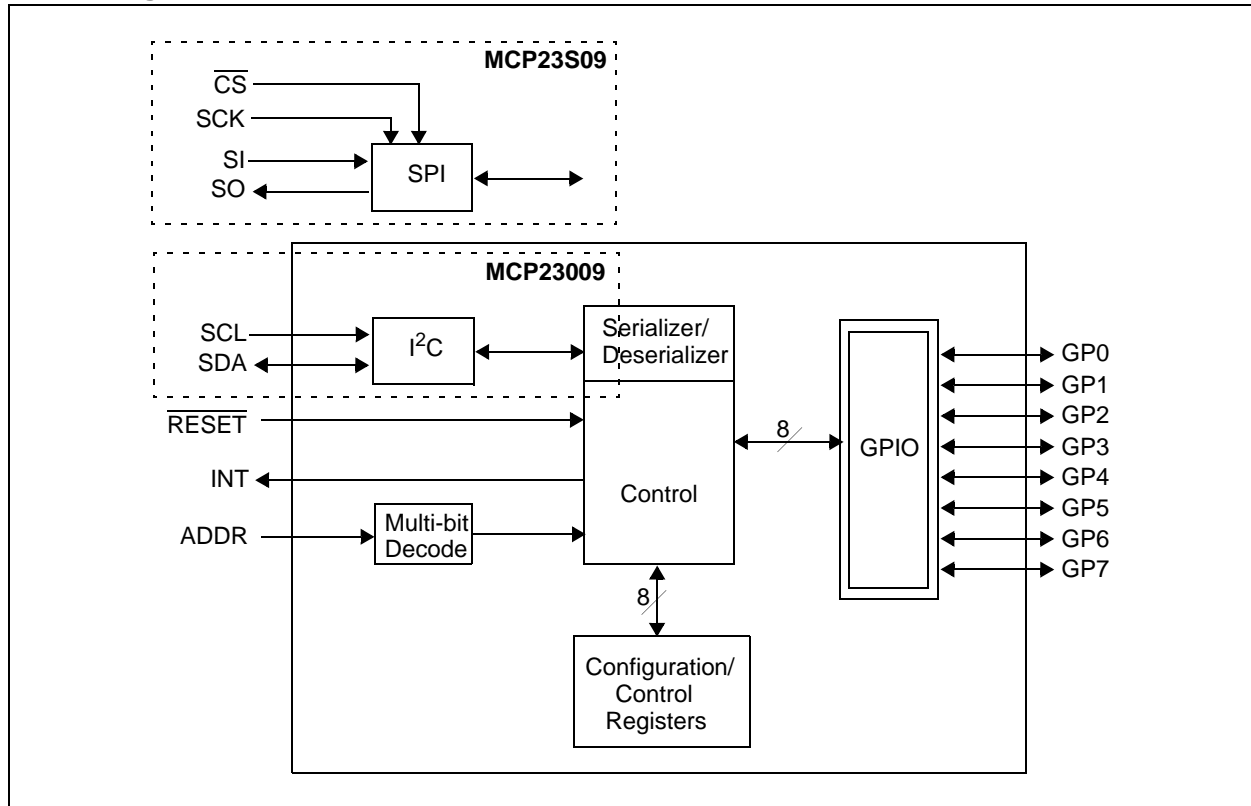 MCP23S09
CS
SCK
SI
SO
SPI
MCP23009
SCL
SDA
I2C
Serializer/
Deserializer
RESET
INT
ADDR
Multi-bit
Decode
Control
8
GPIO
GP0
GP1
GP2
GP3
GP4
GP5
GP6
GP7
8
Configuration/
Control
Registers